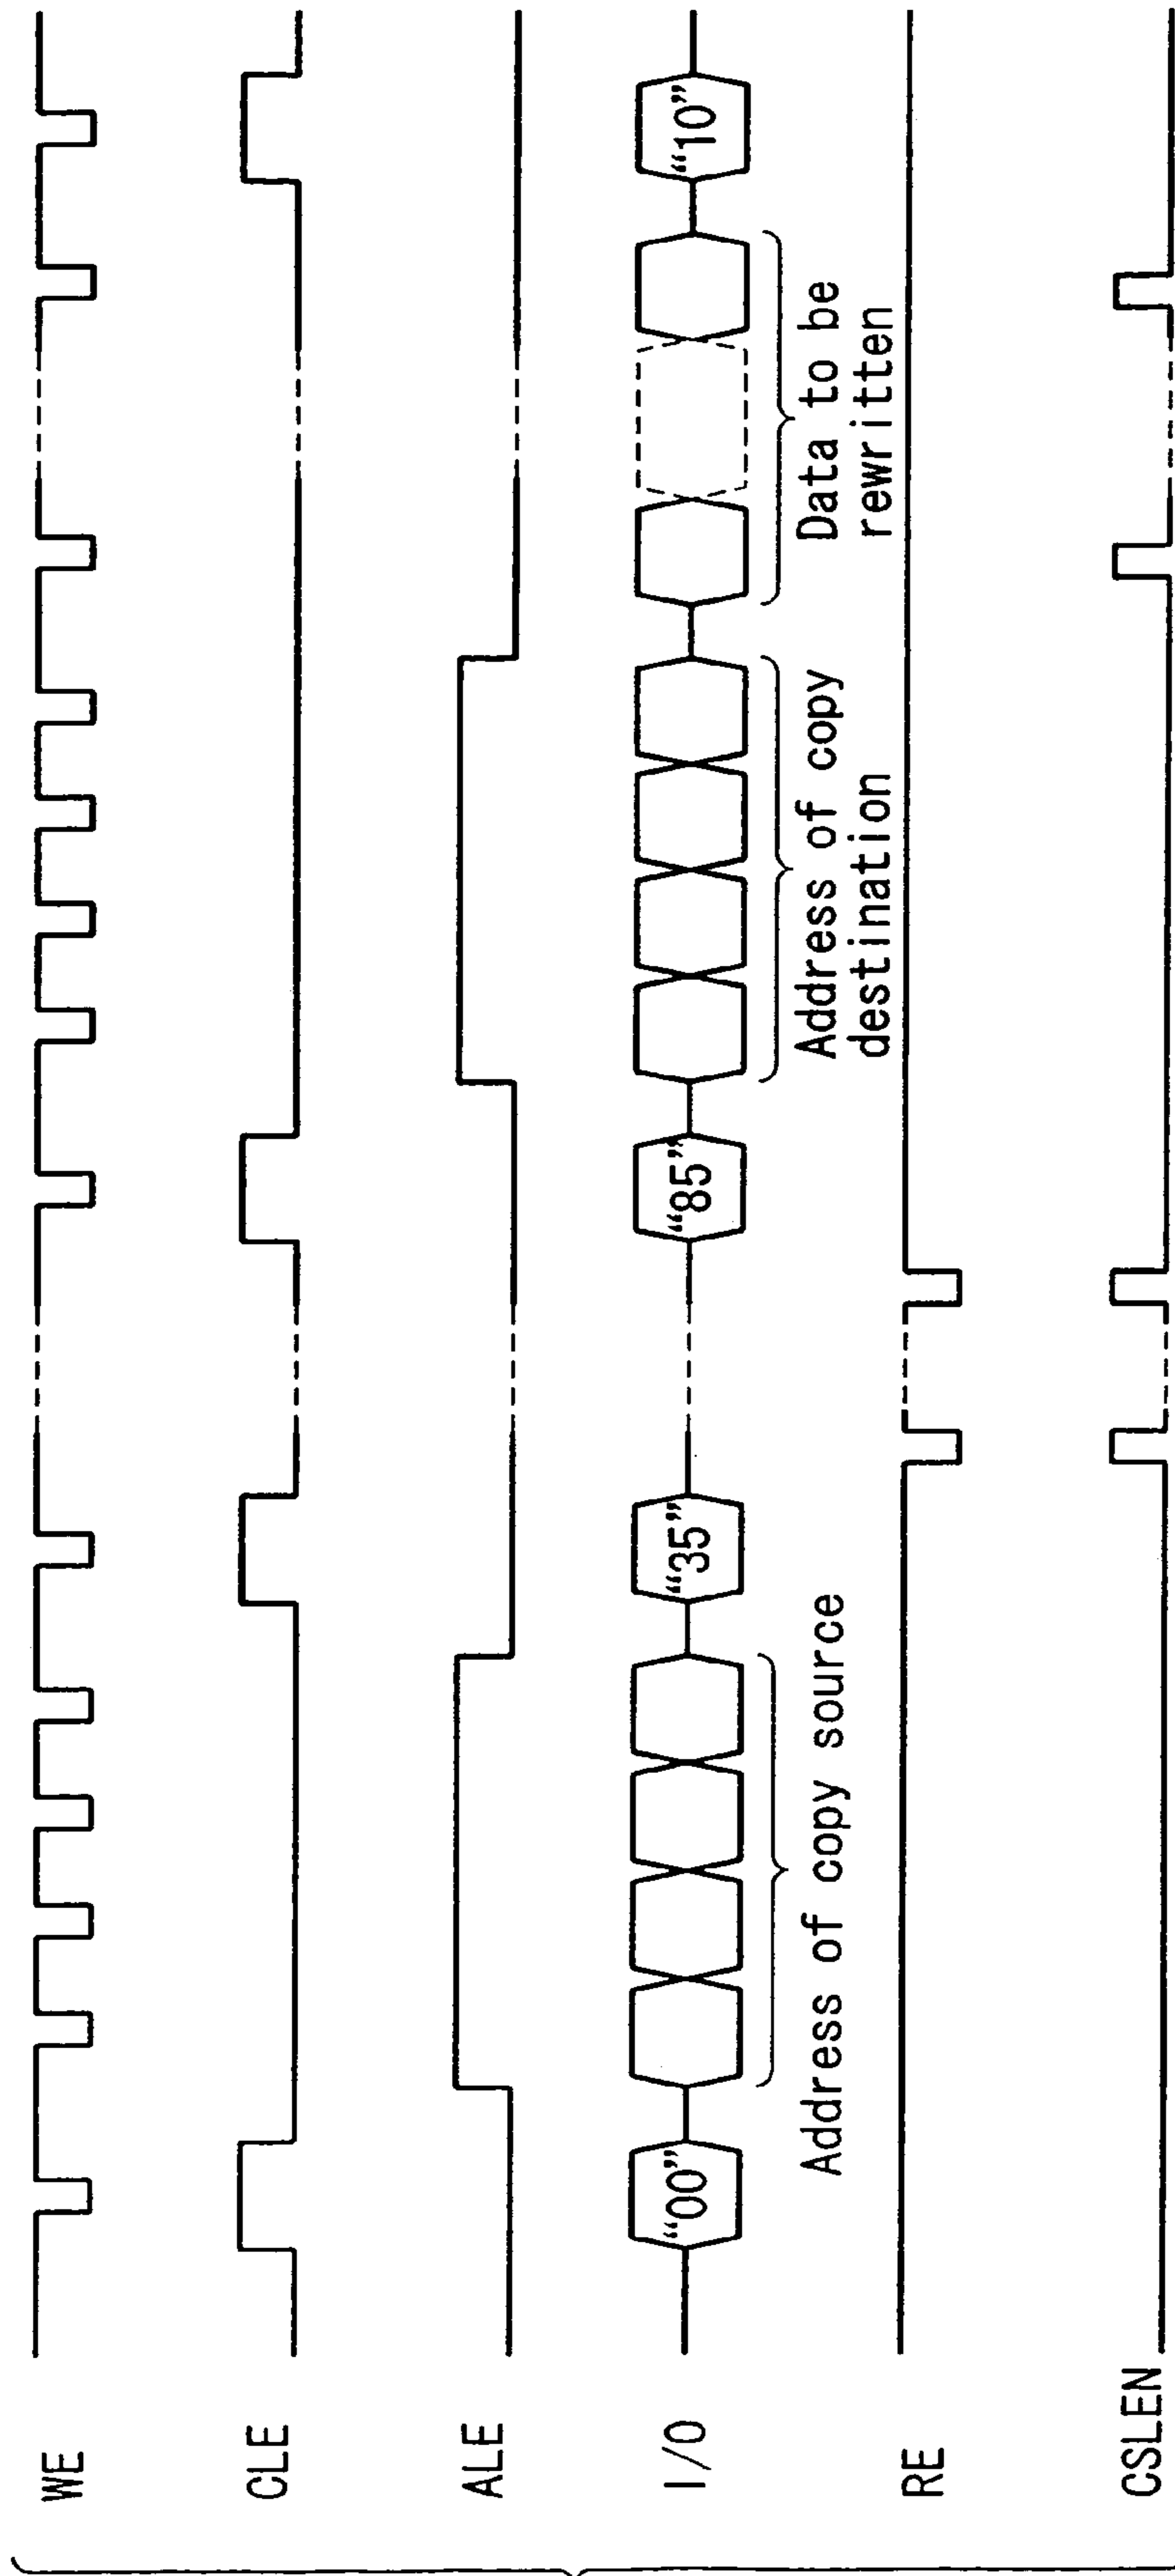 WE
CLE
ALE
I/O
“00”
“35”
“85”
“10”
Address of copy source
Address of copy
destination
Data to be
rewritten
RE
CSLEN